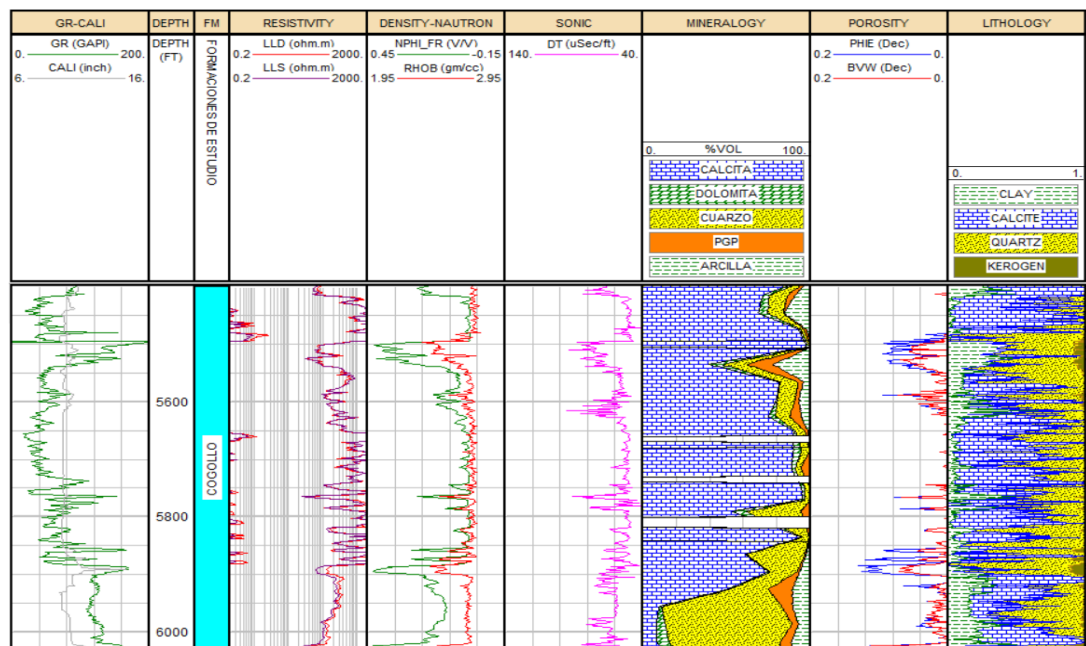 GR-CALI
DEPTH
FM
RESISTIVITY
DENSITY-NAUTRON
SONIC
MINERALOGY
POROSITY
LITHOLOGY
GR (GAPI)
0. 200.
CALI (inch)
6. 16.
DEPTH
(FT)
FORMACIONES DE ESTUDIO
LLD (ohm.m)
0.2 2000.
LLS (ohm.m)
0.2 2000.
NPHI_FR (V/V)
0.45 -0.15
RHOB (gm/cc)
1.95 2.95
DT (uSec/ft)
140. 40.
%VOL
0. 100.
CALCITA
DOLOMITA
CUARZO
PGP
ARCILLA
PHIE (Dec)
0.2 0.
BVW (Dec)
0.2 0.
0. 1.
CLAY
CALCITE
QUARTZ
KEROGEN
5600
5800
6000